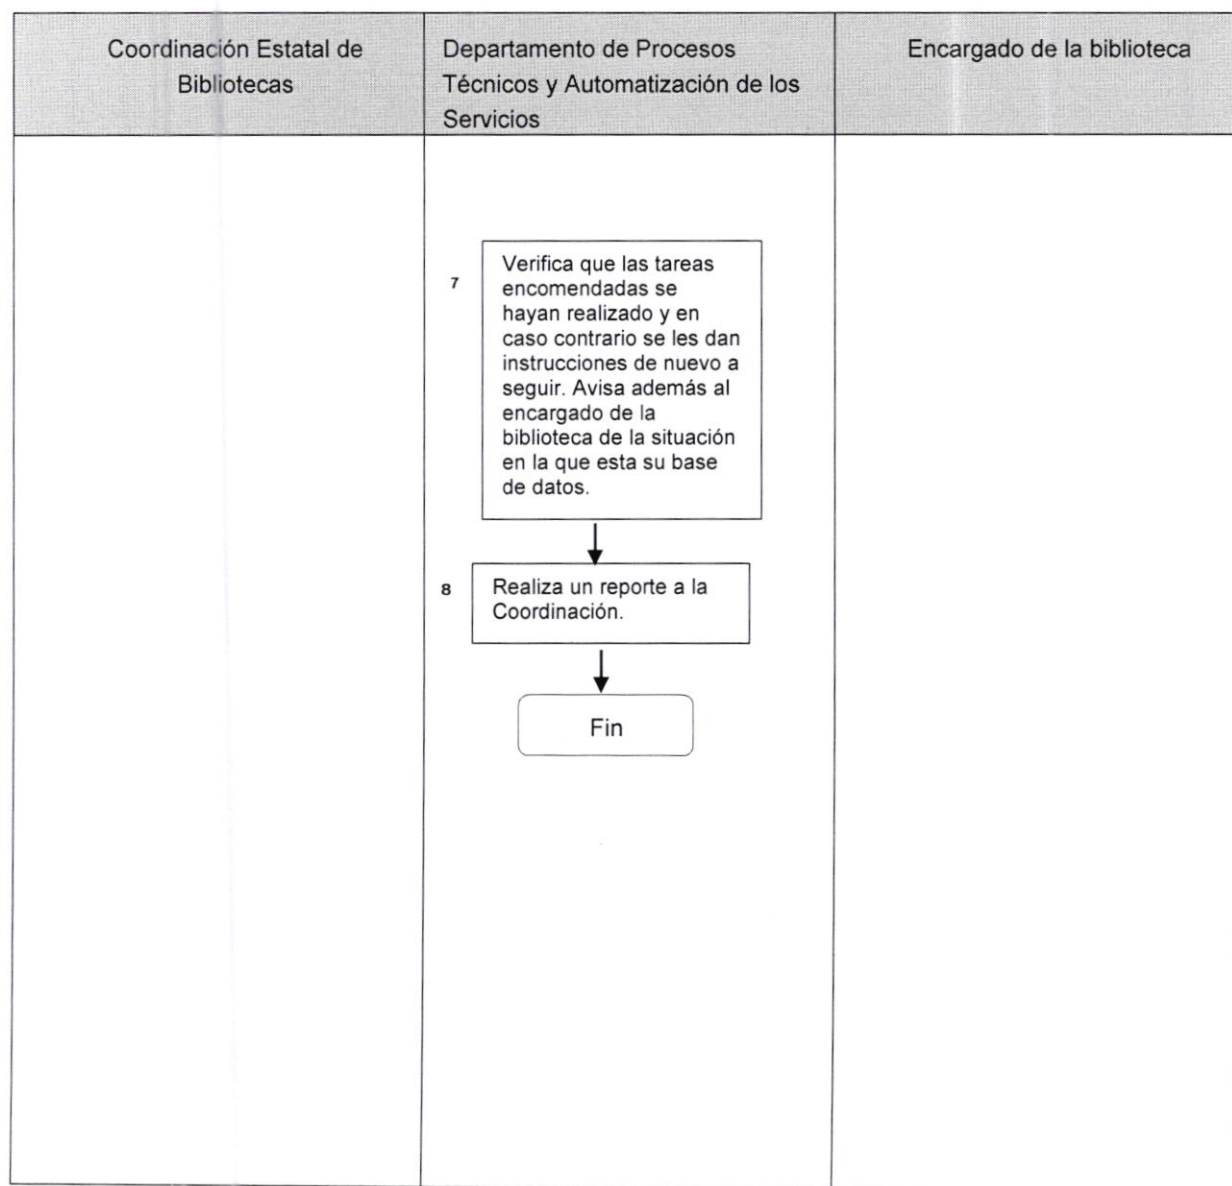 Coordinación Estatal de
Bibliotecas
Departamento de Procesos
Técnicos y Automatización de los
Servicios
Encargado de la biblioteca
7
Verifica que las tareas
encomendadas se
hayan realizado y en
caso contrario se les dan
instrucciones de nuevo a
seguir. Avisa además al
encargado de la
biblioteca de la situación
en la que esta su base
de datos.
8
Realiza un reporte a la
Coordinación.
Fin